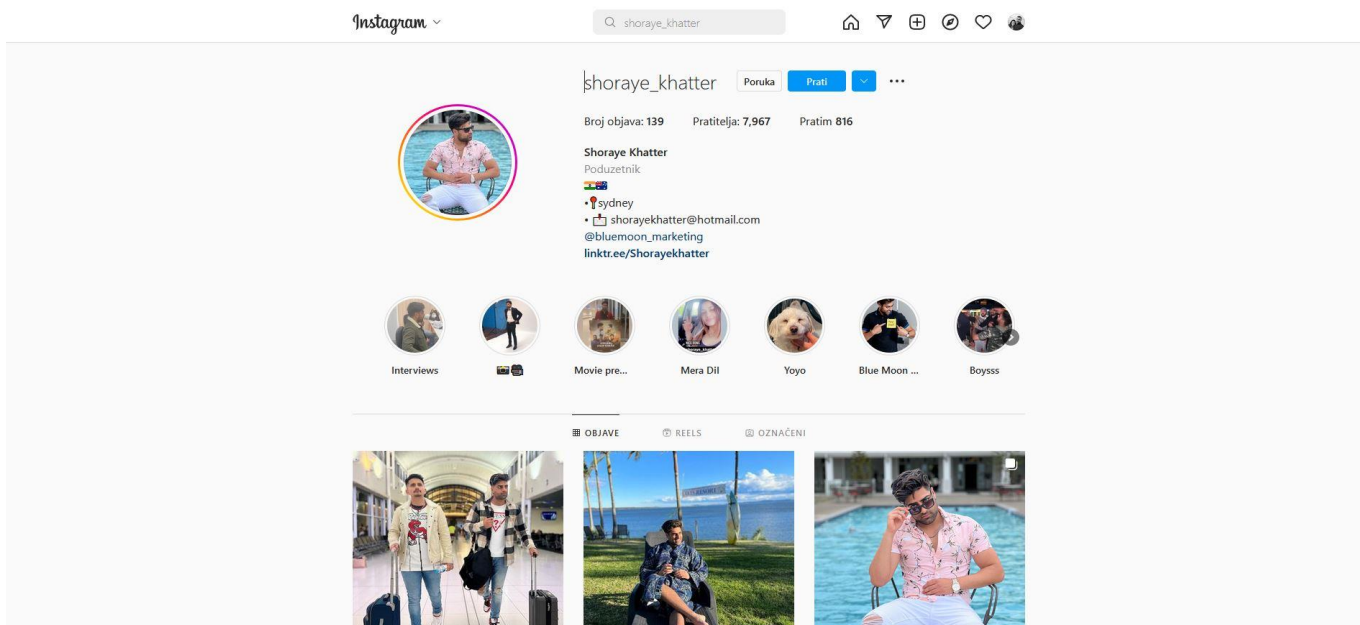 Instagram
shoraye_khatter
shoraye_khatter Poruka Prati
Broj objava: 139 Pratitelja: 7,967 Pratim 816
Shoraye Khatter
Poduzetnik
🇮🇳🇦🇺
•📍sydney
• 📩 shorayekhatter@hotmail.com
@bluemoon_marketing
linktr.ee/Shorayekhatter
Interviews 📷🎥 Movie pre... Mera Dil Yoyo Blue Moon ... Boysss
OBJAVE REELS OZNAČENI